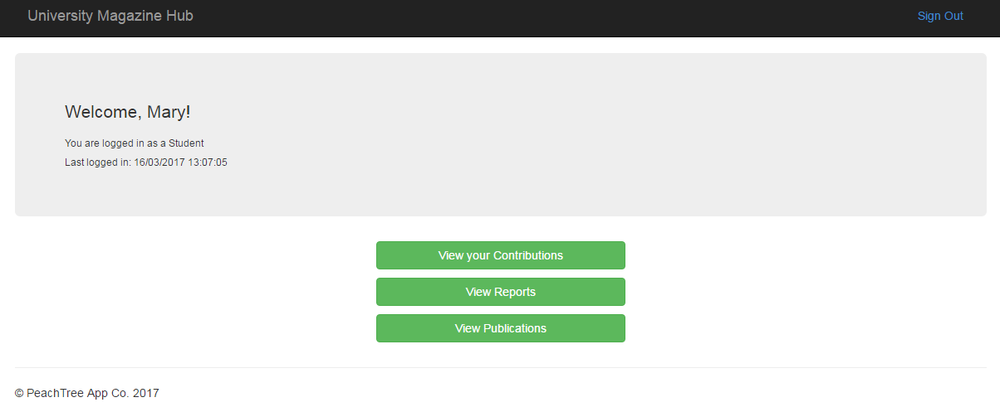 University Magazine Hub
Sign Out
Welcome, Mary!
You are logged in as a Student
Last logged in: 16/03/2017 13:07:05
View your Contributions
View Reports
View Publications
© PeachTree App Co. 2017